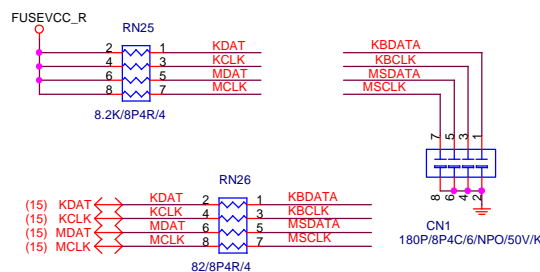 FUSEVCC_R
RN25
2 1 KDAT KBDATA
4 3 KCLK KBCLK
6 5 MDAT MSDATA
8 7 MCLK MSCLK
8.2K/8P4R/4
7 5 3 1
8 6 4 2
CN1
180P/8P4C/6/NPO/50V/K
RN26
(15) KDAT KDAT 2 1 KBDATA
(15) KCLK KCLK 4 3 KBCLK
(15) MDAT MDAT 6 5 MSDATA
(15) MCLK MCLK 8 7 MSCLK
82/8P4R/4